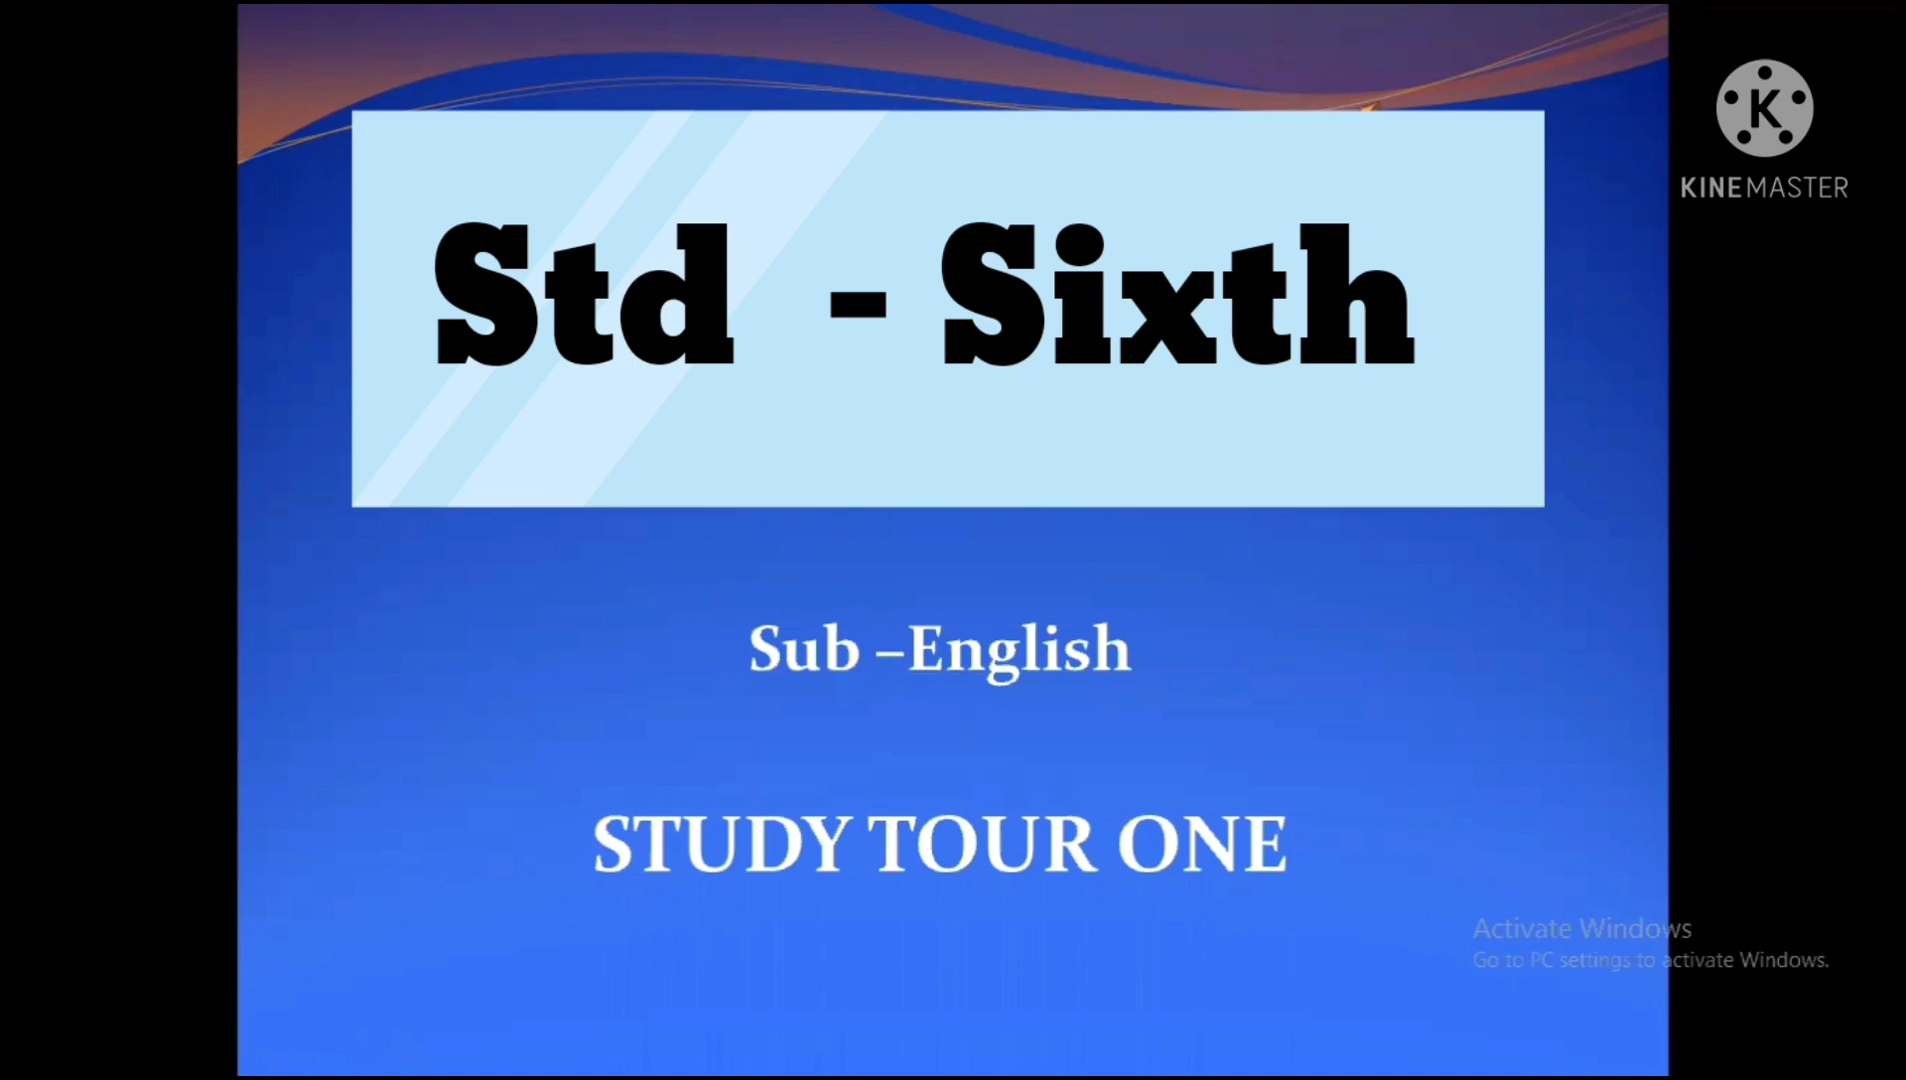 K
KINEMASTER
Std - Sixth
Sub –English
STUDY TOUR ONE
Activate Windows
Go to PC settings to activate Windows.